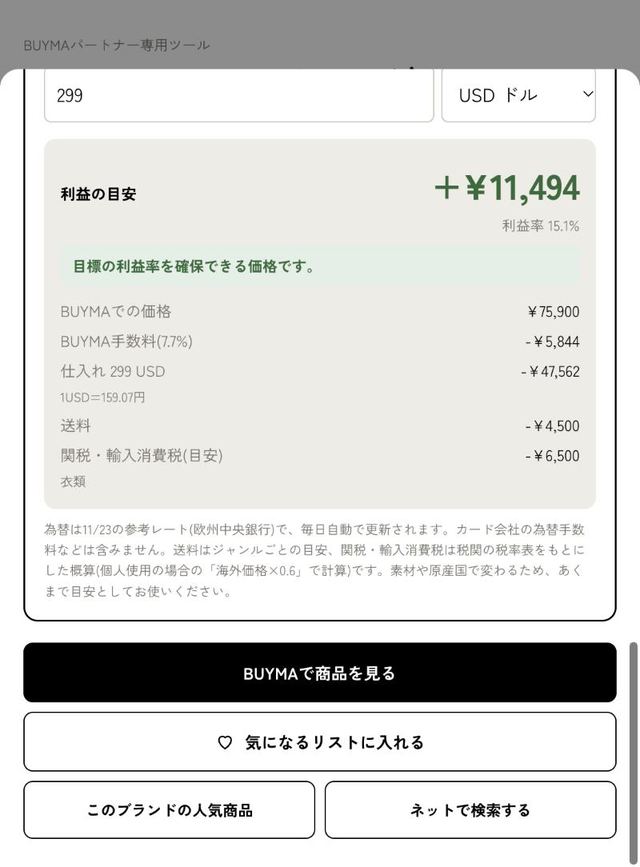 BUYMAパートナー専用ツール
299
USD ドル
利益の目安
+¥11,494
利益率 15.1%
目標の利益率を確保できる価格です。
BUYMAでの価格
¥75,900
BUYMA手数料(7.7%)
-¥5,844
仕入れ 299 USD
-¥47,562
1USD=159.07円
送料
-¥4,500
関税・輸入消費税(目安)
-¥6,500
衣類
為替は11/23の参考レート(欧州中央銀行)で、毎日自動で更新されます。カード会社の為替手数
料などは含みません。送料はジャンルごとの目安、関税・輸入消費税は税関の税率表をもとに
した概算(個人使用の場合の「海外価格×0.6」で計算)です。素材や原産国で変わるため、あく
まで目安としてお使いください。
BUYMAで商品を見る
♡ 気になるリストに入れる
このブランドの人気商品
ネットで検索する